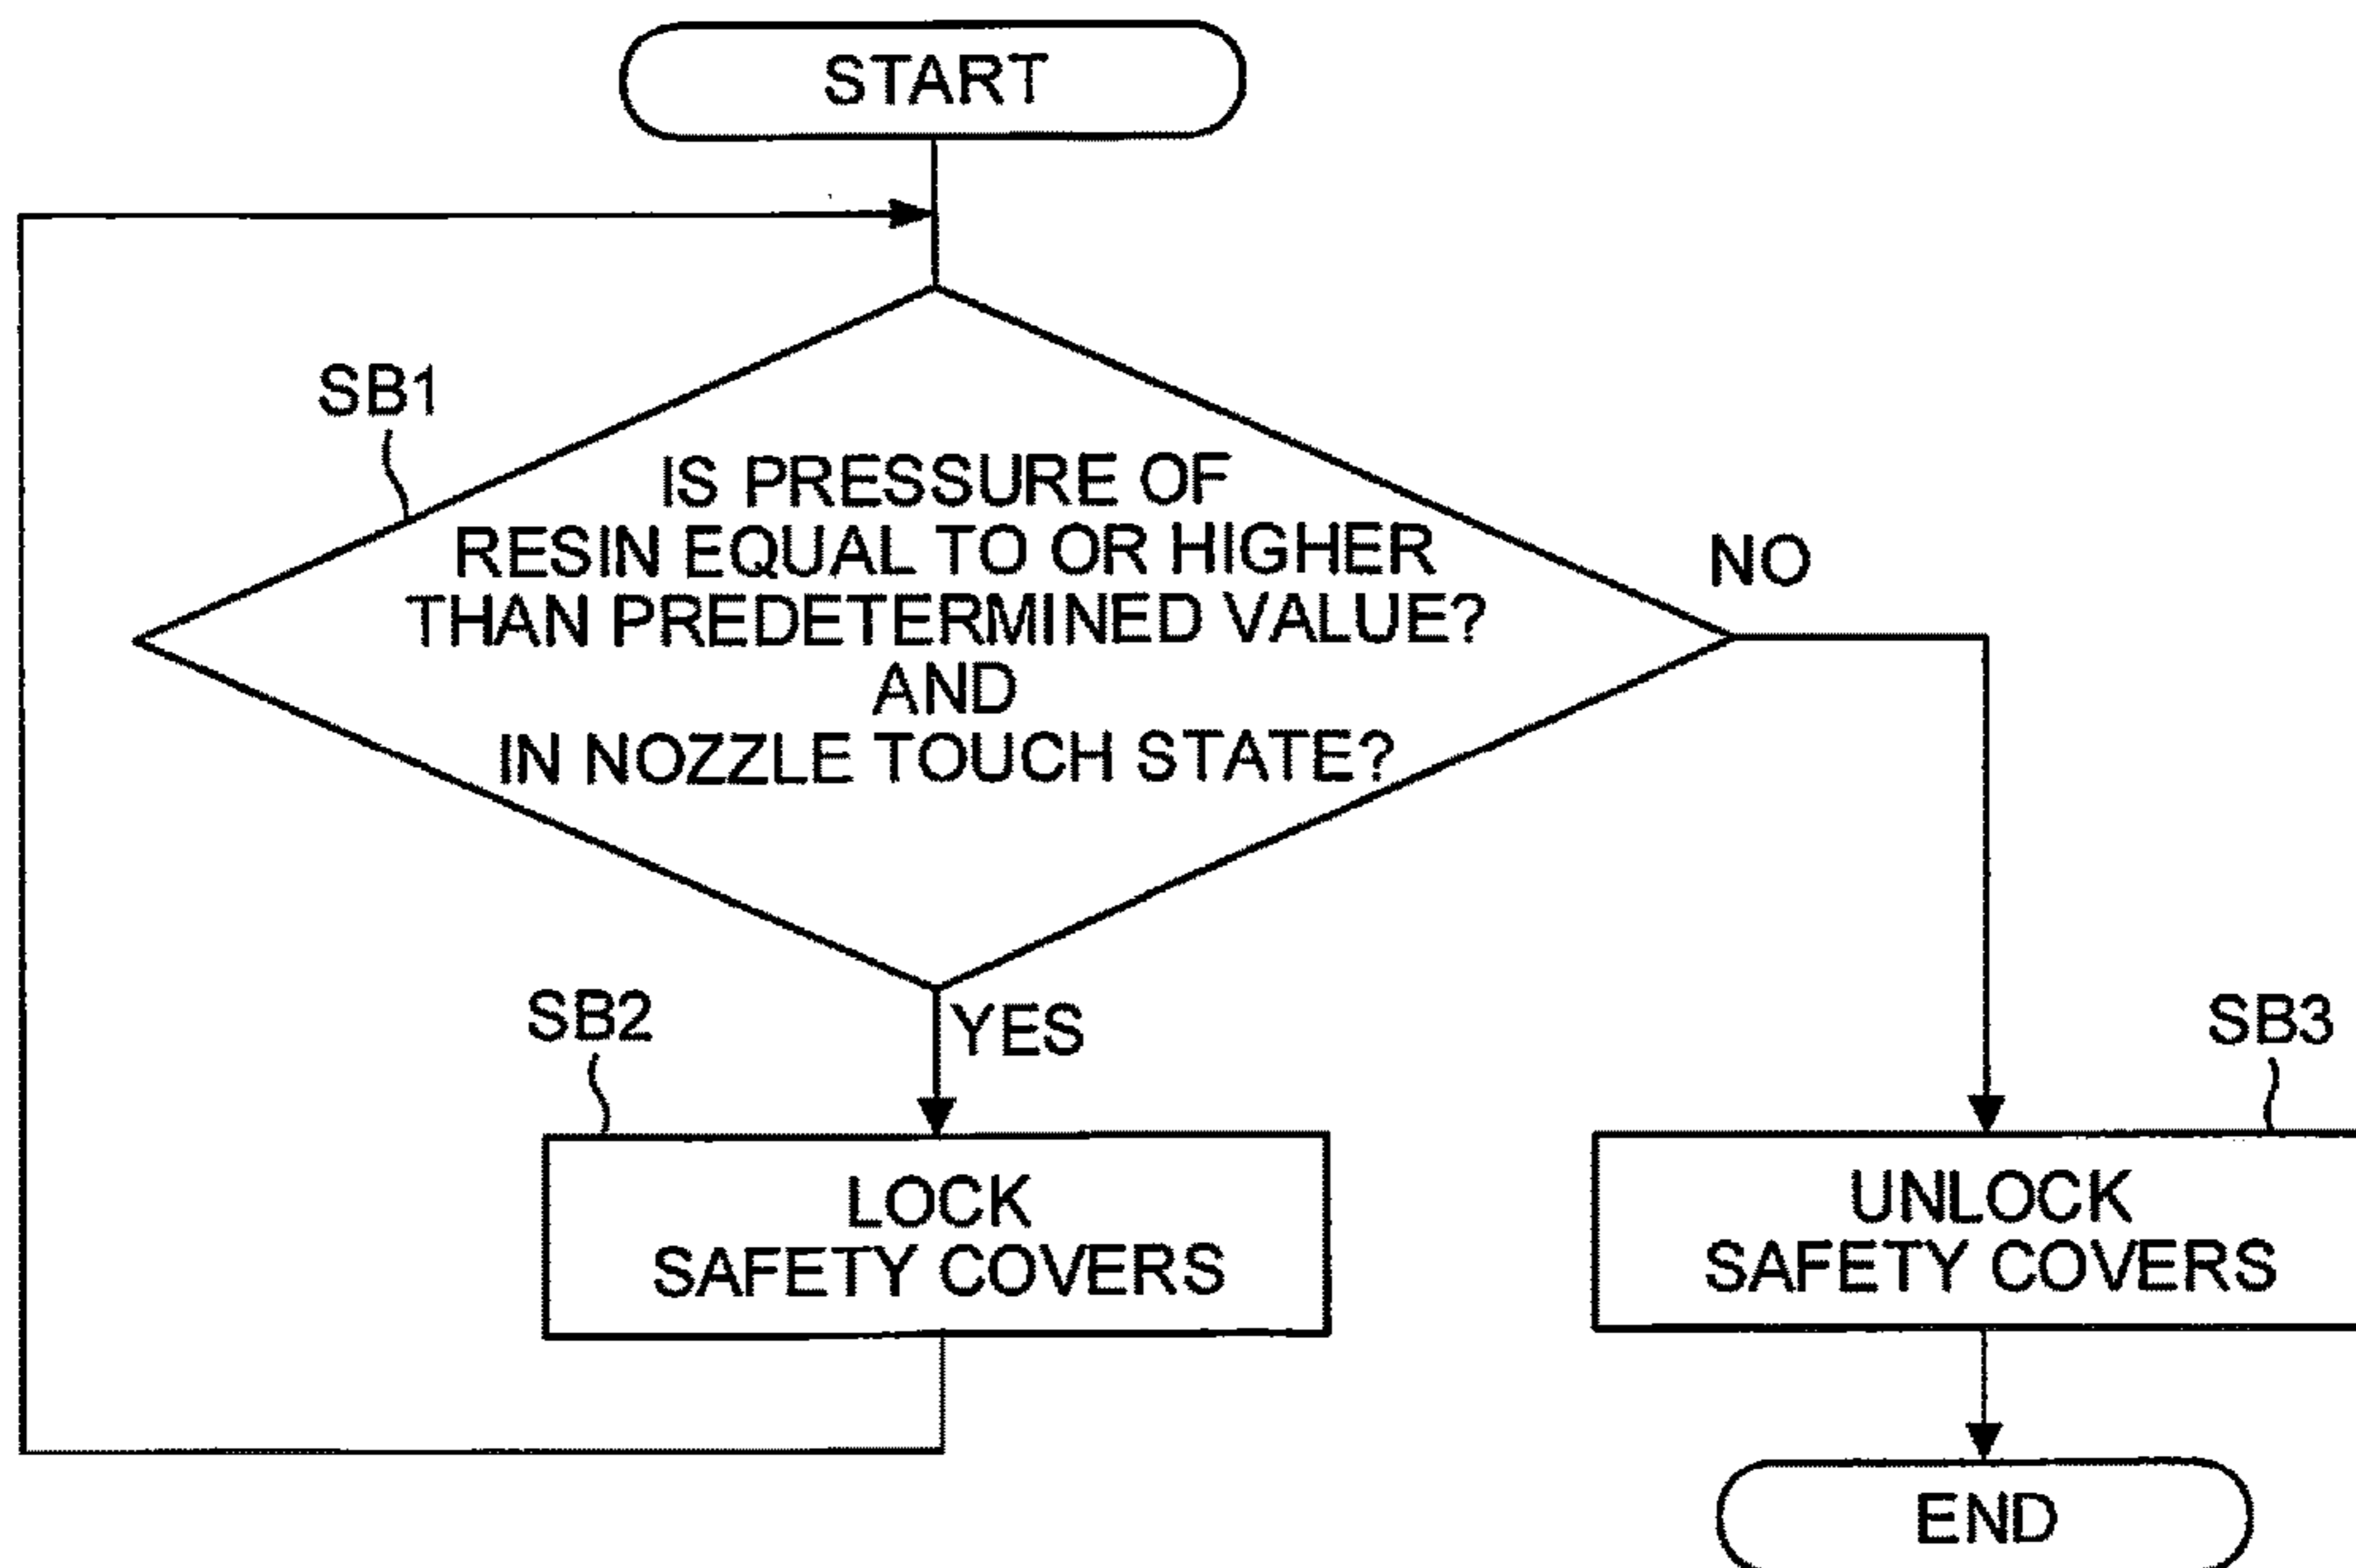 START
SB1
IS PRESSURE OF
RESIN EQUAL TO OR HIGHER
THAN PREDETERMINED VALUE?
AND
IN NOZZLE TOUCH STATE?
NO
YES
SB2
LOCK
SAFETY COVERS
SB3
UNLOCK
SAFETY COVERS
END